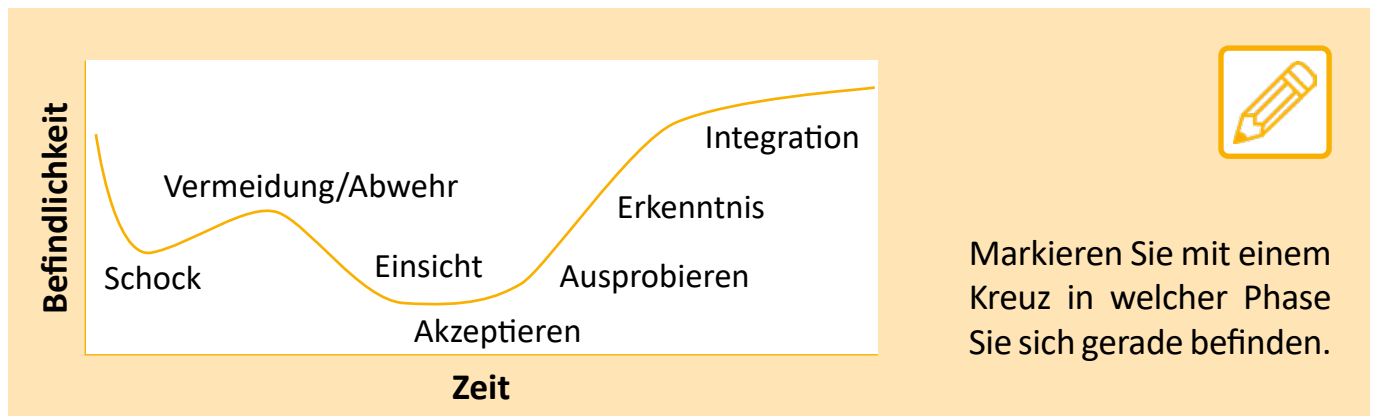 Befindlichkeit
Integration
Vermeidung/Abwehr
Erkenntnis
Einsicht
Schock
Ausprobieren
Akzeptieren
Zeit
Markieren Sie mit einem
Kreuz in welcher Phase
Sie sich gerade befinden.